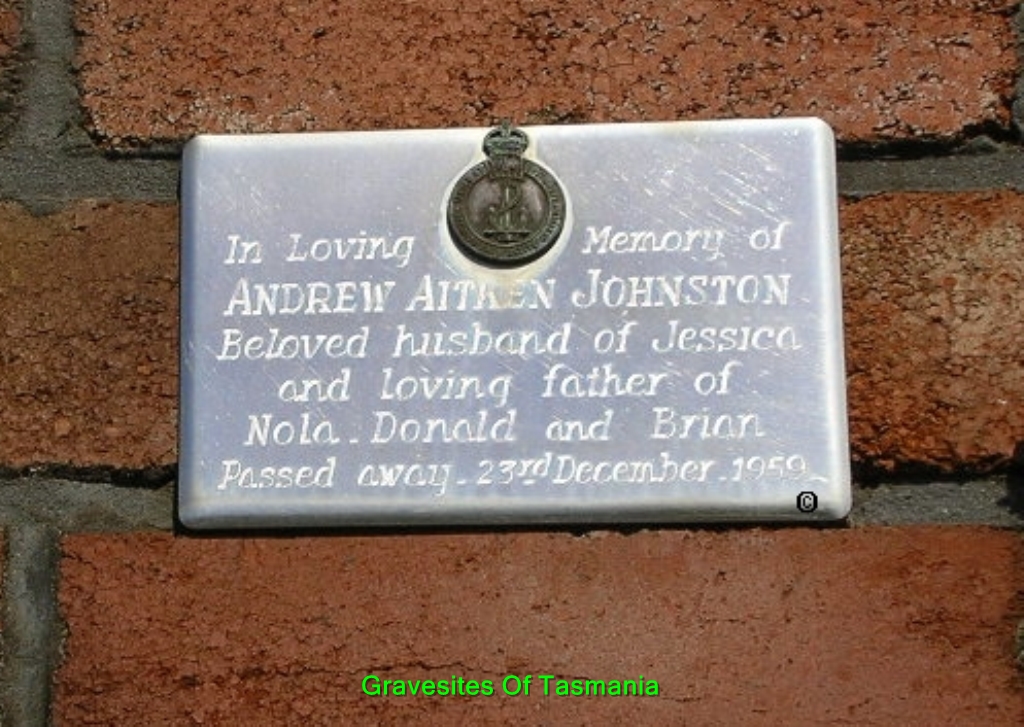 In Loving Memory of
ANDREW AITKEN JOHNSTON
Beloved husband of Jessica
and loving father of
Nola. Donald and Brian
Passed away. 23rd December. 1959.
©
Gravesites Of Tasmania